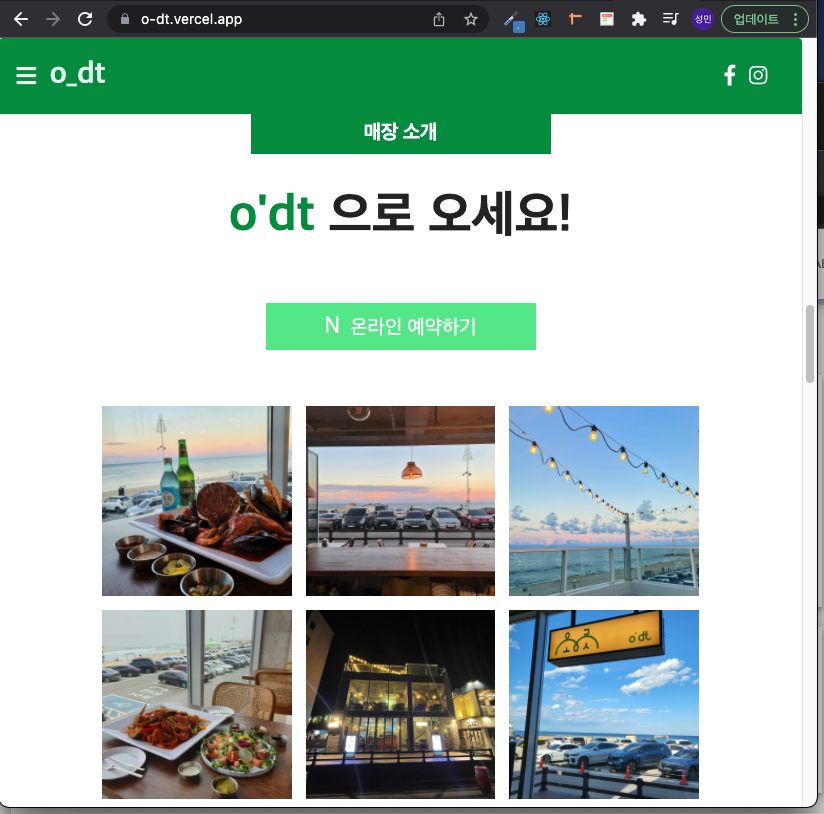 o-dt.vercel.app
성민
업데이트
o_dt
매장 소개
o'dt 으로 오세요!
N 온라인 예약하기
o'dt